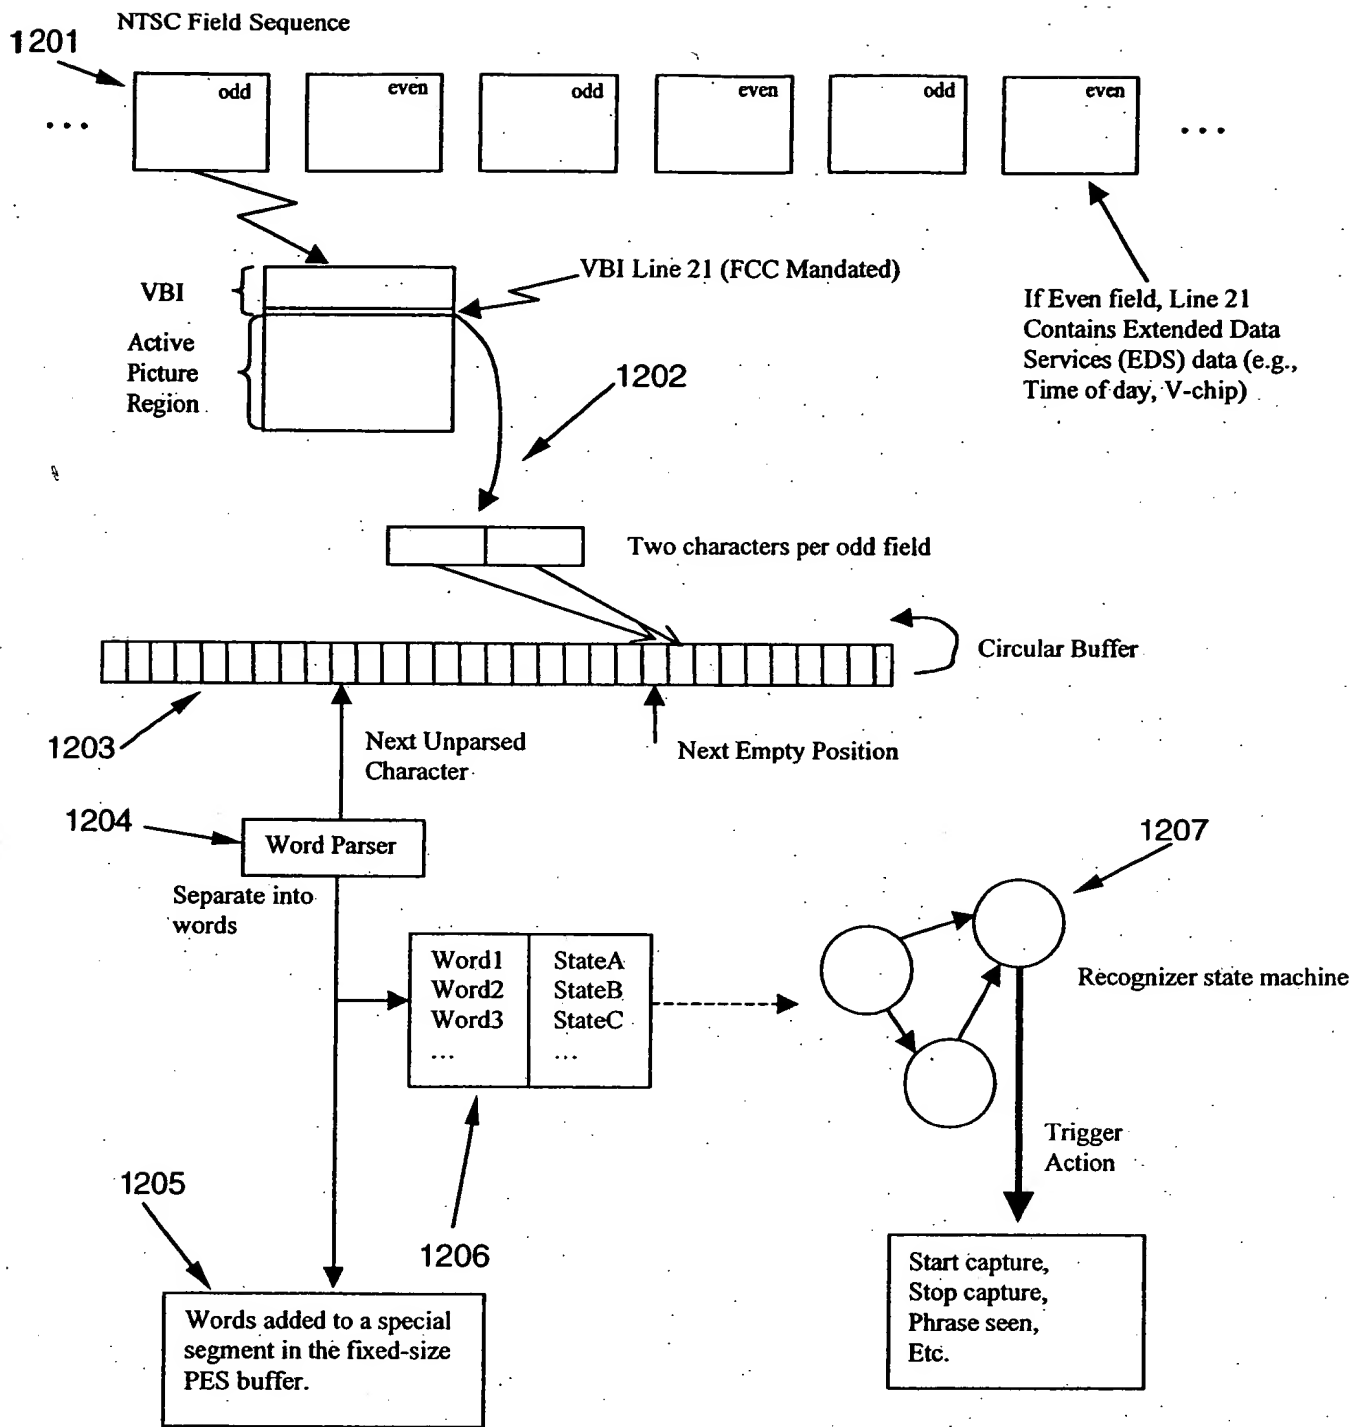 NTSC Field Sequence
1201
odd
even
odd
even
odd
even
...
...
VBI
VBI Line 21 (FCC Mandated)
Active
Picture
Region
If Even field, Line 21
Contains Extended Data
Services (EDS) data (e.g.,
Time of day, V-chip)
1202
Two characters per odd field
Circular Buffer
1203
Next Unparsed
Character
Next Empty Position
1204
Word Parser
1207
Separate into
words
Word1 StateA
Word2 StateB
Word3 StateC
... ...
Recognizer state machine
Trigger
Action
1205
1206
Words added to a special
segment in the fixed-size
PES buffer.
Start capture,
Stop capture,
Phrase seen,
Etc.